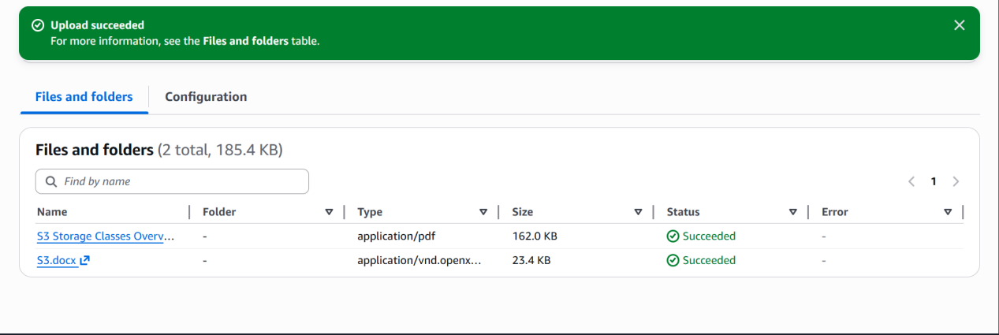 Upload succeeded
For more information, see the Files and folders table.
Files and folders Configuration
Files and folders (2 total, 185.4 KB)
Find by name
1
Name Folder Type Size Status Error
S3 Storage Classes Overv... - application/pdf 162.0 KB Succeeded -
S3.docx - application/vnd.openx... 23.4 KB Succeeded -